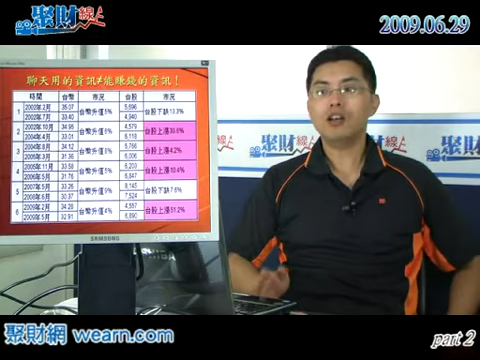 聚財線上
2009.06.29
聊天用的資訊≠能賺錢的資訊！
時間 台幣 市況 台股 市況
1 2002年2月 35.07 台幣升值5% 5,696 台股下跌13.3%
2002年7月 33.40 4,940
2 2002年10月 34.95 台幣升值6% 4,579 台股上漲33.6%
2004年4月 33.01 6,118
3 2004年8月 34.12 台幣升值8% 5,766 台股上漲4.2%
2005年3月 31.36 6,006
4 2005年11月 台幣升值5% 6,203 台股上漲10.4%
2006年5月 31.76 6,847
5 2007年5月 33.26 台幣升值9% 8,145 台股下跌7.6%
30.37 7,524
6 2009年2月 34.28 台幣升值4% 4,557 台股上漲51.2%
2009年5月 32.91 6,890
SAMSUNG
聚財線上
聚財網 wearn.com
part 2